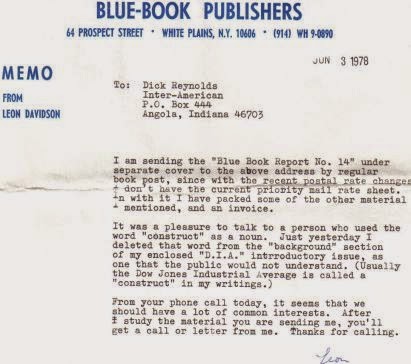 BLUE-BOOK PUBLISHERS
64 PROSPECT STREET • WHITE PLAINS, N.Y. 10606 • (914) WH 9-0890
JUN 3 1978
MEMO
FROM
LEON DAVIDSON
To: Dick Reynolds
Inter-American
P.O. Box 444
Angola, Indiana 46703
I am sending the "Blue Book Report No. 14" under
separate cover to the above address by regular
book post, since with the recent postal rate changes
I don't have the current priority mail rate sheet.
In with it I have packed some of the other material
I mentioned, and an invoice.
It was a pleasure to talk to a person who used the
word "construct" as a noun. Just yesterday I
deleted that word from the "background" section
of my enclosed "D.I.A." intrroductory issue, as
one that the public would not understand. (Usually
the Dow Jones Industrial Average is called a
"construct" in my writings.)
From your phone call today, it seems that we
should have a lot of common interests. After
I study the material you are sending me, you'll
get a call or letter from me. Thanks for calling.
Leon